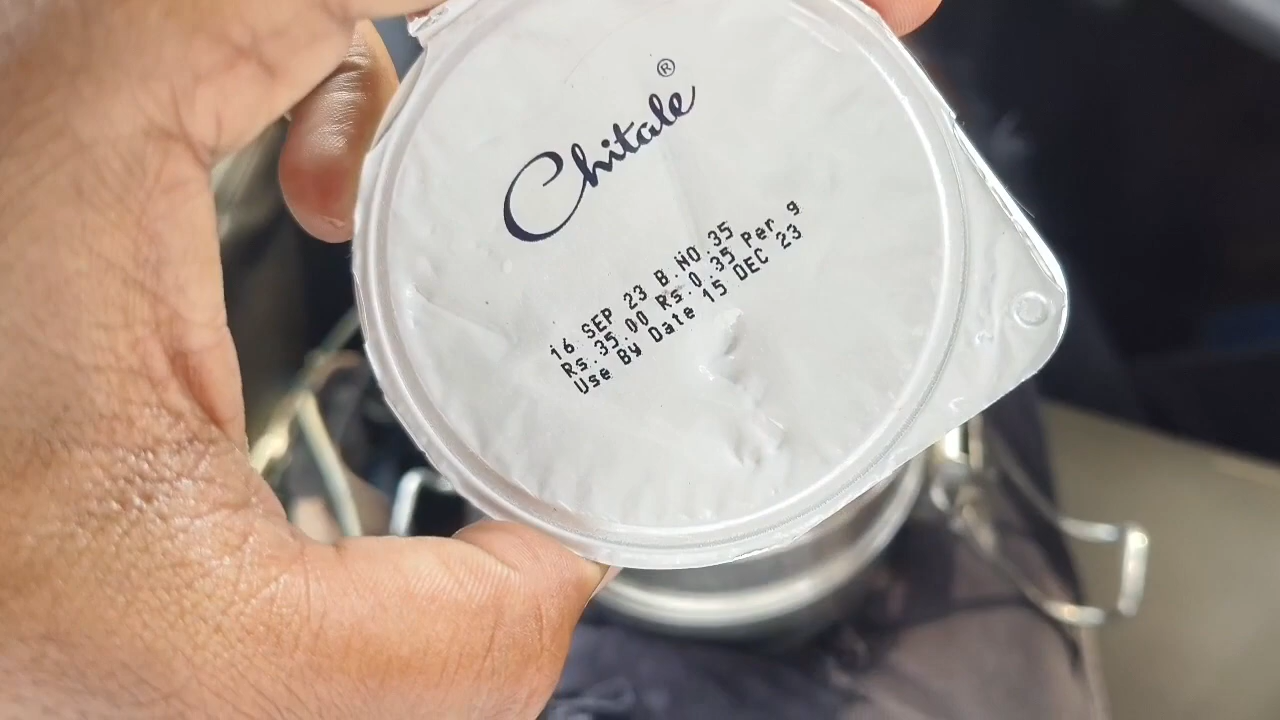 Chitale®
16 SEP 23 B.NO.35
Rs.35.00 Rs.0.35 Per g
Use By Date 15 DEC 23